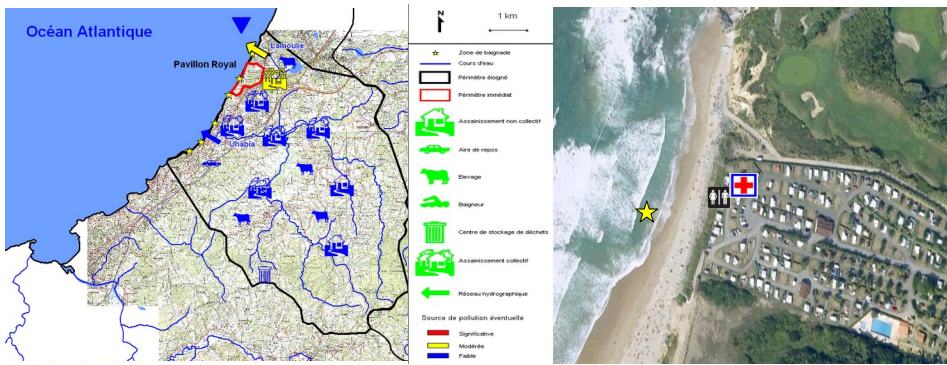 Océan Atlantique
Lamoulie
Pavillon Royal
Uhabia
N
1 km
Zone de baignade
Cours d'eau
Périmètre éloigné
Périmètre immédiat
Assainissement non collectif
Aire de repos
Elevage
Baigneur
Centre de stockage de déchets
Assainissement collectif
Réseau hydrographique
Source de pollution éventuelle
Significative
Modérée
Faible